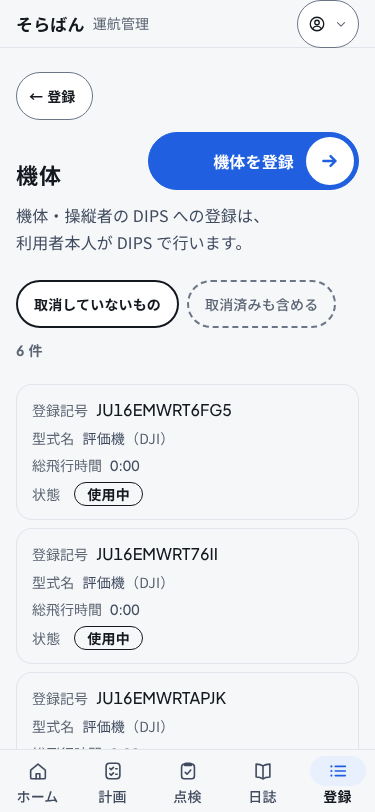 そらばん 運航管理
← 登録
機体
機体を登録 →
機体・操縦者の DIPS への登録は、
利用者本人が DIPS で行います。
取消していないもの 取消済みも含める
6 件
登録記号 JU16EMWRT6FG5
型式名 評価機（DJI）
総飛行時間 0:00
状態 使用中
登録記号 JU16EMWRT76II
型式名 評価機（DJI）
総飛行時間 0:00
状態 使用中
登録記号 JU16EMWRTAPJK
型式名 評価機（DJI）
ホーム 計画 点検 日誌 登録